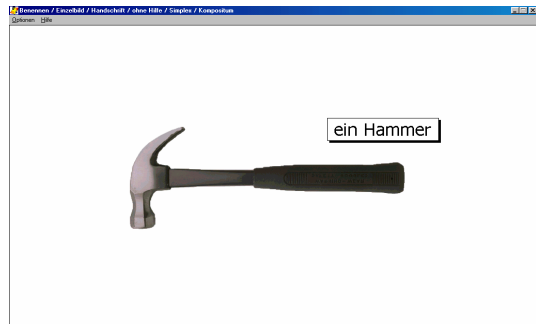 Benennen / Einzelbild / Handschrift / ohne Hilfe / Simplex / Kompositum
Optionen Hilfe
ein Hammer